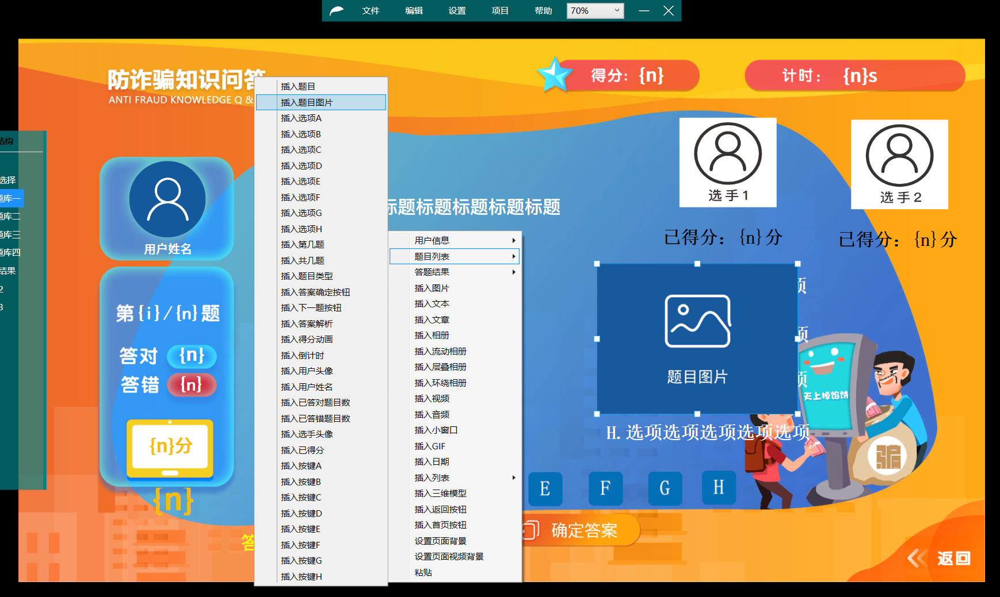 文件 编辑 设置 项目 帮助 70%
防诈骗知识问答
ANTI FRAUD KNOWLEDGE Q &
得分: {n}
计时: {n}s
结构
选择
题库一
题库二
题库三
题库四
结果
2
3
用户姓名
第{i}/{n}题
答对 {n}
答错 {n}
{n}分
{n}
答
插入题目
插入题目图片
插入选项A
插入选项B
插入选项C
插入选项D
插入选项E
插入选项F
插入选项G
插入选项H
插入第几题
插入共几题
插入题目类型
插入答案确定按钮
插入下一题按钮
插入答案解析
插入得分动画
插入倒计时
插入用户头像
插入用户姓名
插入已答对题目数
插入已答错题目数
插入选手头像
插入已得分
插入按键A
插入按键B
插入按键C
插入按键D
插入按键E
插入按键F
插入按键G
插入按键H
标题标题标题标题标题
用户信息
题目列表
答题结果
插入图片
插入文本
插入文章
插入相册
插入流动相册
插入层叠相册
插入环绕相册
插入视频
插入音频
插入小窗口
插入GIF
插入日期
插入列表
插入三维模型
插入返回按钮
插入首页按钮
设置页面背景
设置页面视频背景
粘贴
选手1
选手2
已得分: {n}分
已得分: {n}分
项
项
项
题目图片
天上掉馅饼
H.选项选项选项选项选项
骗
E F G H
确定答案
返回